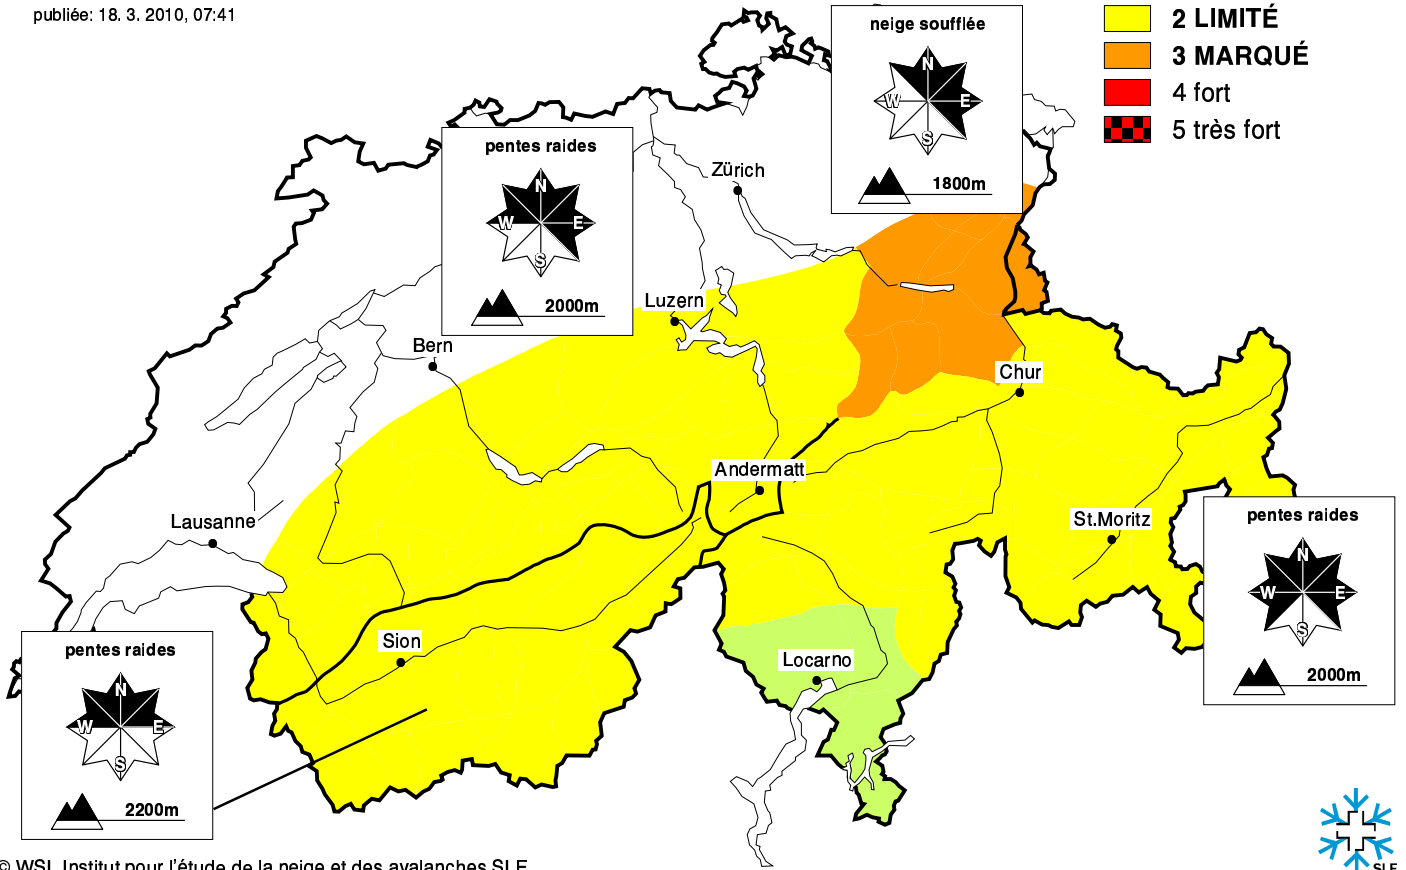 publiée: 18. 3. 2010, 07:41
2 LIMITÉ
3 MARQUÉ
4 fort
5 très fort
neige soufflée
N
W E
S
1800m
pentes raides
N
W E
S
2000m
Zürich
Luzern
Bern
Chur
Andermatt
Lausanne
St.Moritz
pentes raides
N
W E
S
2000m
Sion
Locarno
pentes raides
N
W E
S
2200m
© WSL Institut pour l'étude de la neige et des avalanches SLF
SLF